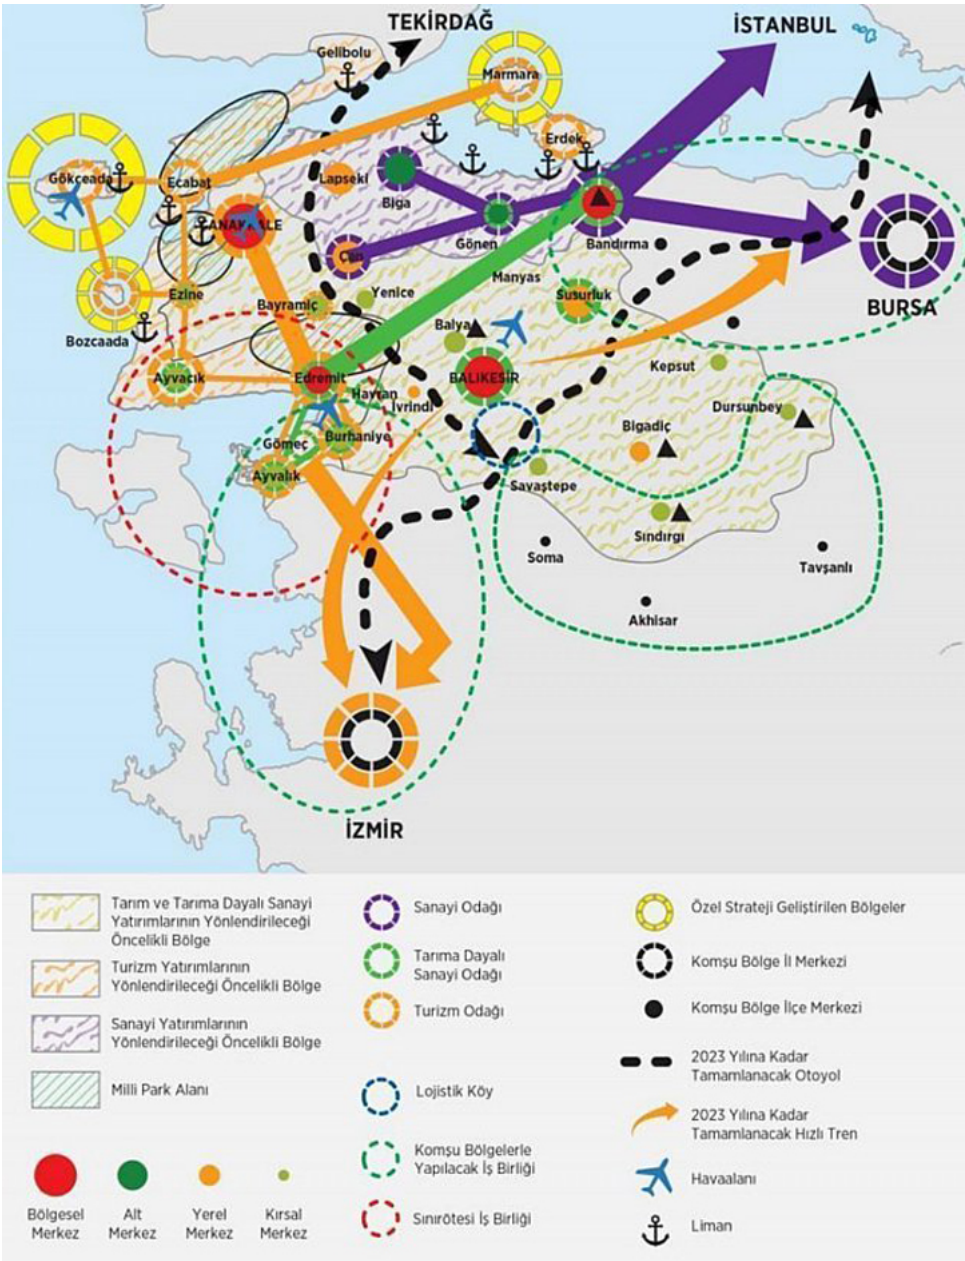 TEKİRDAĞ
İSTANBUL
Gelibolu
Marmara
Erdek
Gökçeada
Ecabat
Lapseki
Biga
ÇANAKKALE
Gönen
Bandırma
Çan
BURSA
Manyas
Ezine
Bayramiç
Yenice
Susurluk
Bozcaada
Balya
Kepsut
Ayvacık
Edremit
BALIKESİR
Havran
İvrindi
Dursunbey
Gömeç
Burhaniye
Bigadiç
Ayvalık
Savaştepe
Sındırgı
Soma
Tavşanlı
Akhisar
İZMİR
Tarım ve Tarıma Dayalı Sanayi
Yatırımlarının Yönlendirileceği
Öncelikli Bölge
Turizm Yatırımlarının
Yönlendirileceği Öncelikli Bölge
Sanayi Yatırımlarının
Yönlendirileceği Öncelikli Bölge
Milli Park Alanı
Bölgesel
Merkez
Alt
Merkez
Yerel
Merkez
Kırsal
Merkez
Sanayi Odağı
Tarıma Dayalı
Sanayi Odağı
Turizm Odağı
Lojistik Köy
Komşu Bölgelerle
Yapılacak İş Birliği
Sınırötesi İş Birliği
Özel Strateji Geliştirilen Bölgeler
Komşu Bölge İl Merkezi
Komşu Bölge İlçe Merkezi
2023 Yılına Kadar
Tamamlanacak Otoyol
2023 Yılına Kadar
Tamamlanacak Hızlı Tren
Havaalanı
Liman